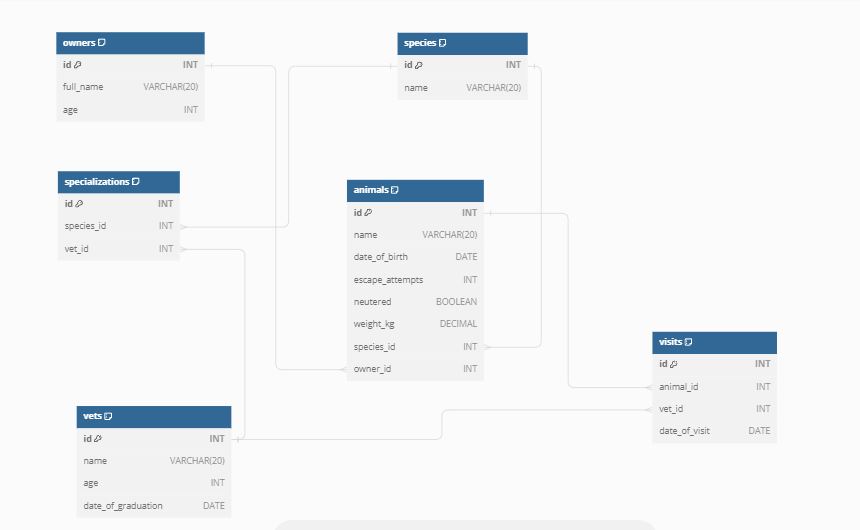 owners
id INT
full_name VARCHAR(20)
age INT
species
id INT
name VARCHAR(20)
specializations
id INT
species_id INT
vet_id INT
animals
id INT
name VARCHAR(20)
date_of_birth DATE
escape_attempts INT
neutered BOOLEAN
weight_kg DECIMAL
species_id INT
owner_id INT
visits
id INT
animal_id INT
vet_id INT
date_of_visit DATE
vets
id INT
name VARCHAR(20)
age INT
date_of_graduation DATE